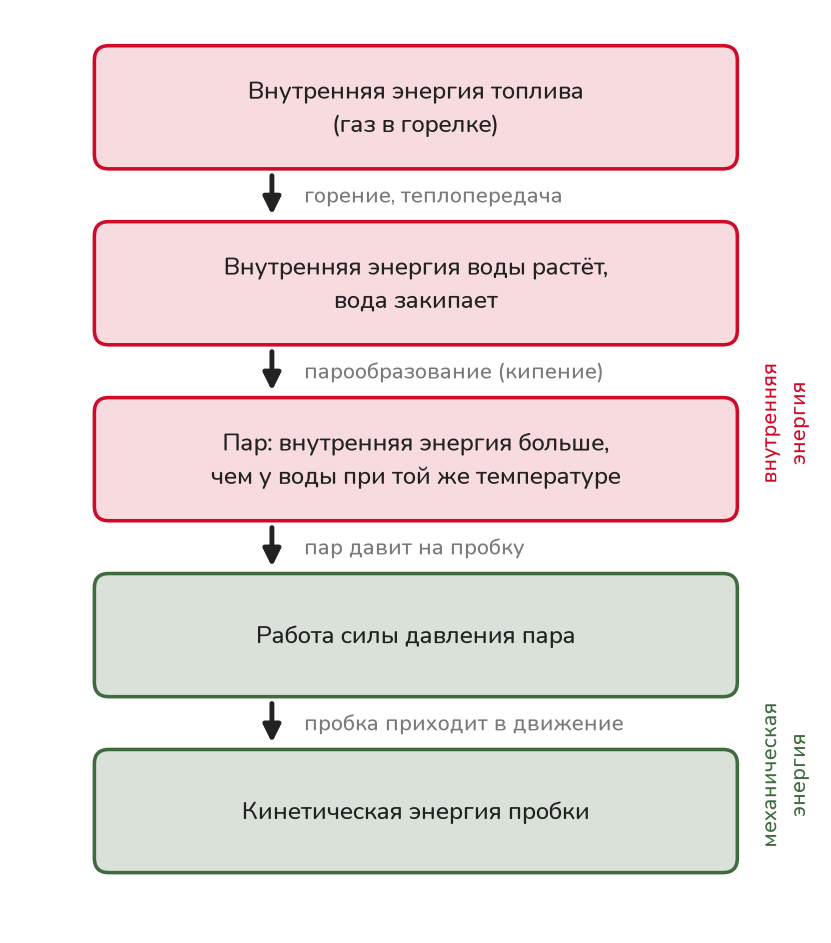 Внутренняя энергия топлива
(газ в горелке)
горение, теплопередача
Внутренняя энергия воды растёт,
вода закипает
парообразование (кипение)
Пар: внутренняя энергия больше,
чем у воды при той же температуре
внутренняя
энергия
пар давит на пробку
Работа силы давления пара
пробка приходит в движение
Кинетическая энергия пробки
механическая
энергия